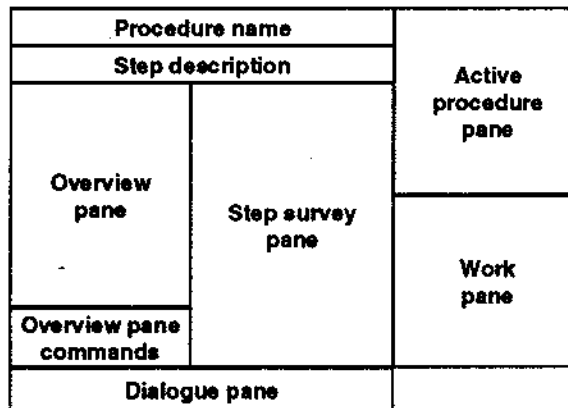 Procedure name
Step description
Active
procedure
pane
Overview
pane
Step survey
pane
Work
pane
Overview pane
commands
Dialogue pane